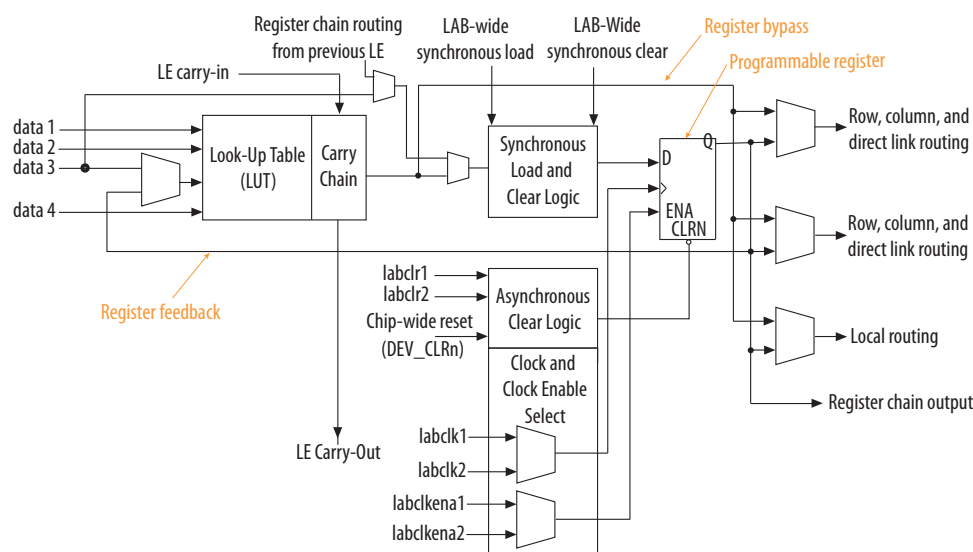 Register chain routing
from previous LE
LAB-wide
synchronous load
LAB-Wide
synchronous clear
Register bypass
Programmable register
LE carry-in
data 1
data 2
data 3
data 4
Look-Up Table
(LUT)
Carry
Chain
Synchronous
Load and
Clear Logic
D
Q
ENA
CLRN
Row, column, and
direct link routing
Row, column, and
direct link routing
Local routing
Register chain output
Register feedback
labclr1
labclr2
Chip-wide reset
(DEV_CLRn)
Asynchronous
Clear Logic
Clock and
Clock Enable
Select
labclk1
labclk2
labclkena1
labclkena2
LE Carry-Out